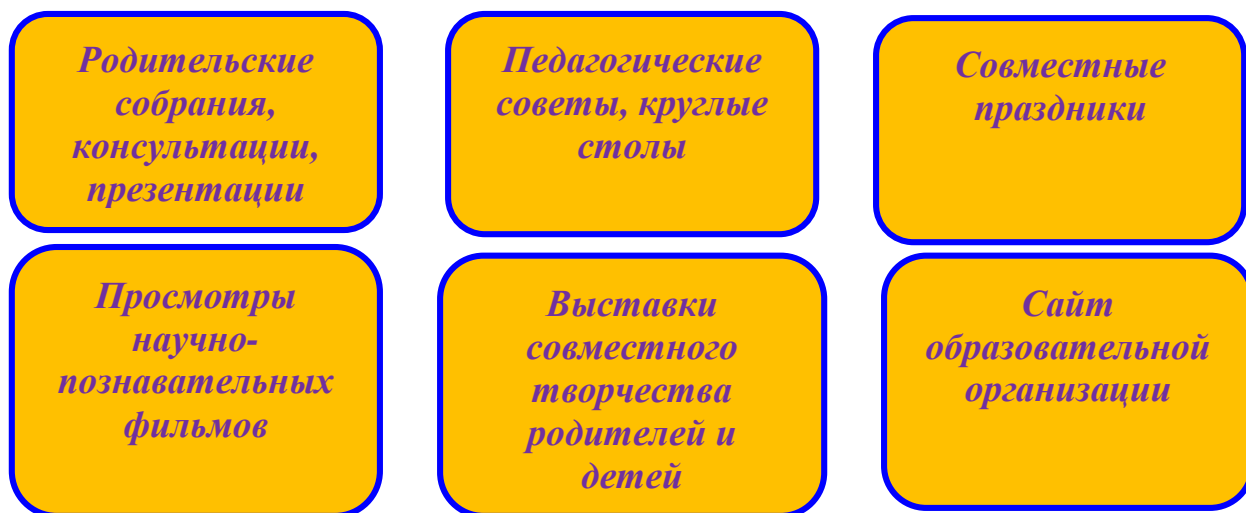 Родительские
собрания,
консультации,
презентации
Педагогические
советы, круглые
столы
Совместные
праздники
Просмотры
научно-
познавательных
фильмов
Выставки
совместного
творчества
родителей и
детей
Сайт
образовательной
организации